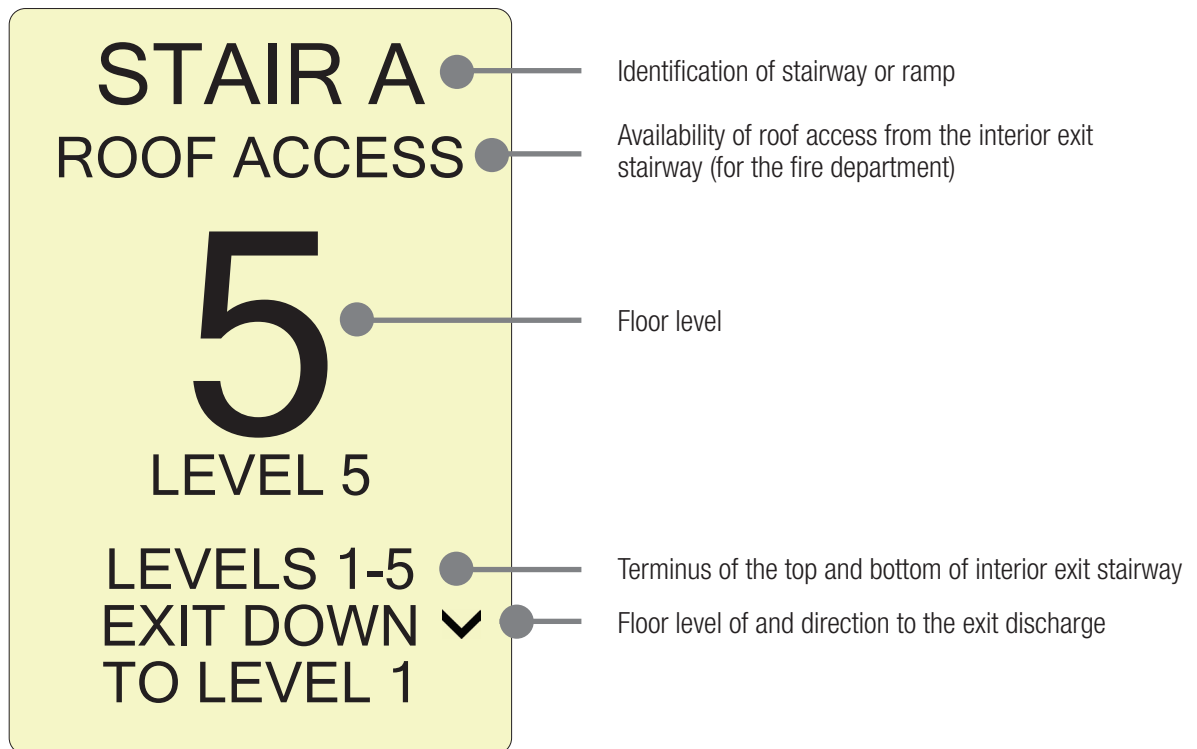 STAIR A
Identification of stairway or ramp
ROOF ACCESS
Availability of roof access from the interior exit
stairway (for the fire department)
5
Floor level
LEVEL 5
LEVELS 1-5
Terminus of the top and bottom of interior exit stairway
EXIT DOWN
Floor level of and direction to the exit discharge
TO LEVEL 1